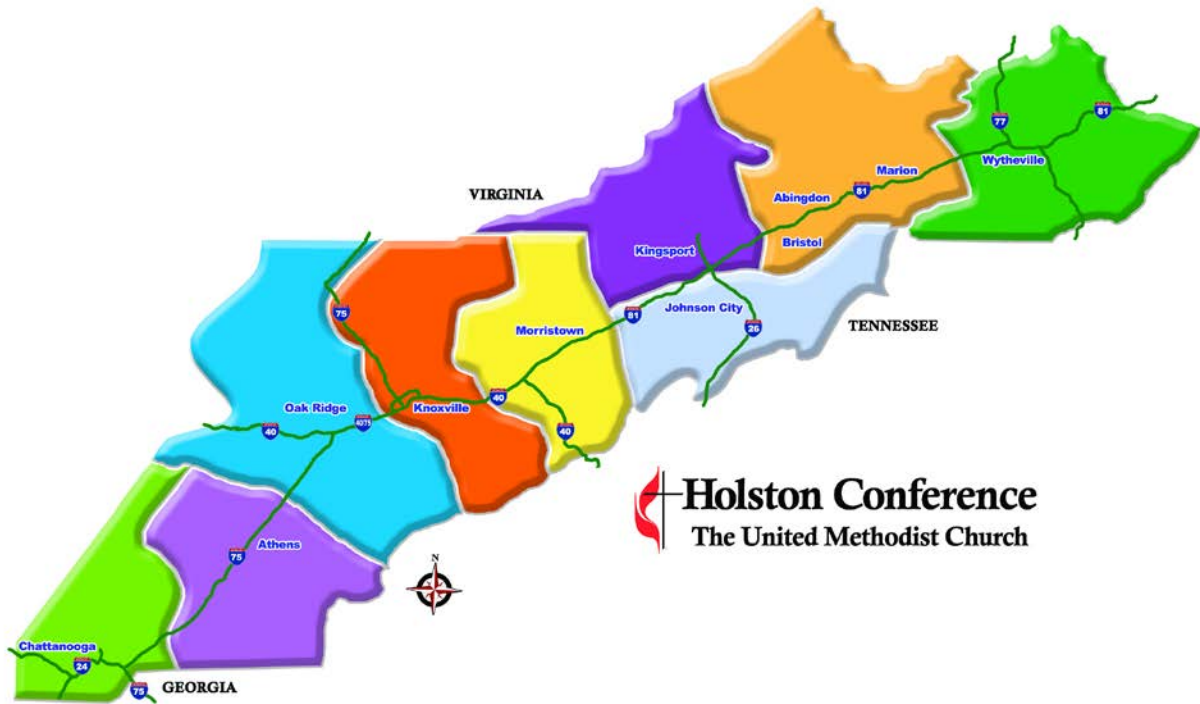 77
81
Wytheville
Marion
81
Abingdon
VIRGINIA
Bristol
Kingsport
75
Johnson City
81
26
TENNESSEE
Morristown
40
Oak Ridge
40/75
Knoxville
40
40
Holston Conference
The United Methodist Church
Athens
75
N
Chattanooga
24
75
GEORGIA